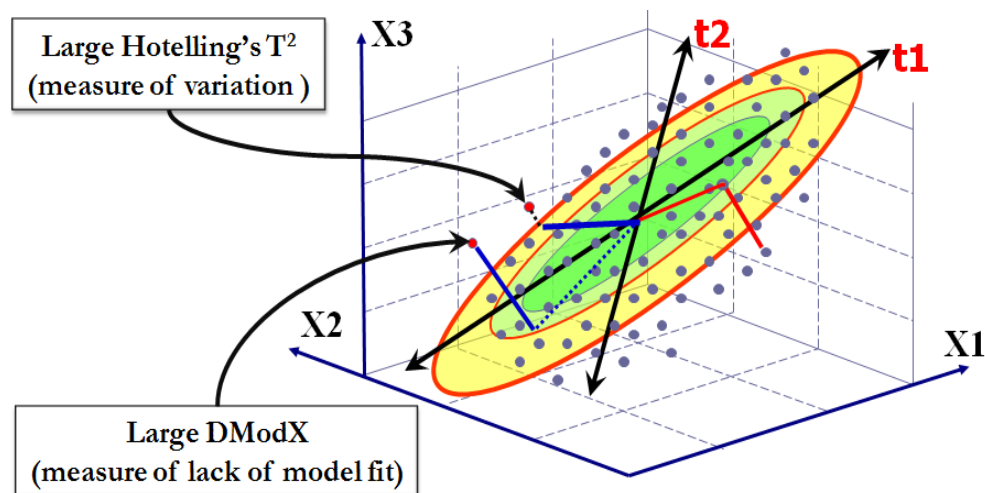 Large Hotelling's T²
(measure of variation )
X3
t2
t1
X2
X1
Large DModX
(measure of lack of model fit)